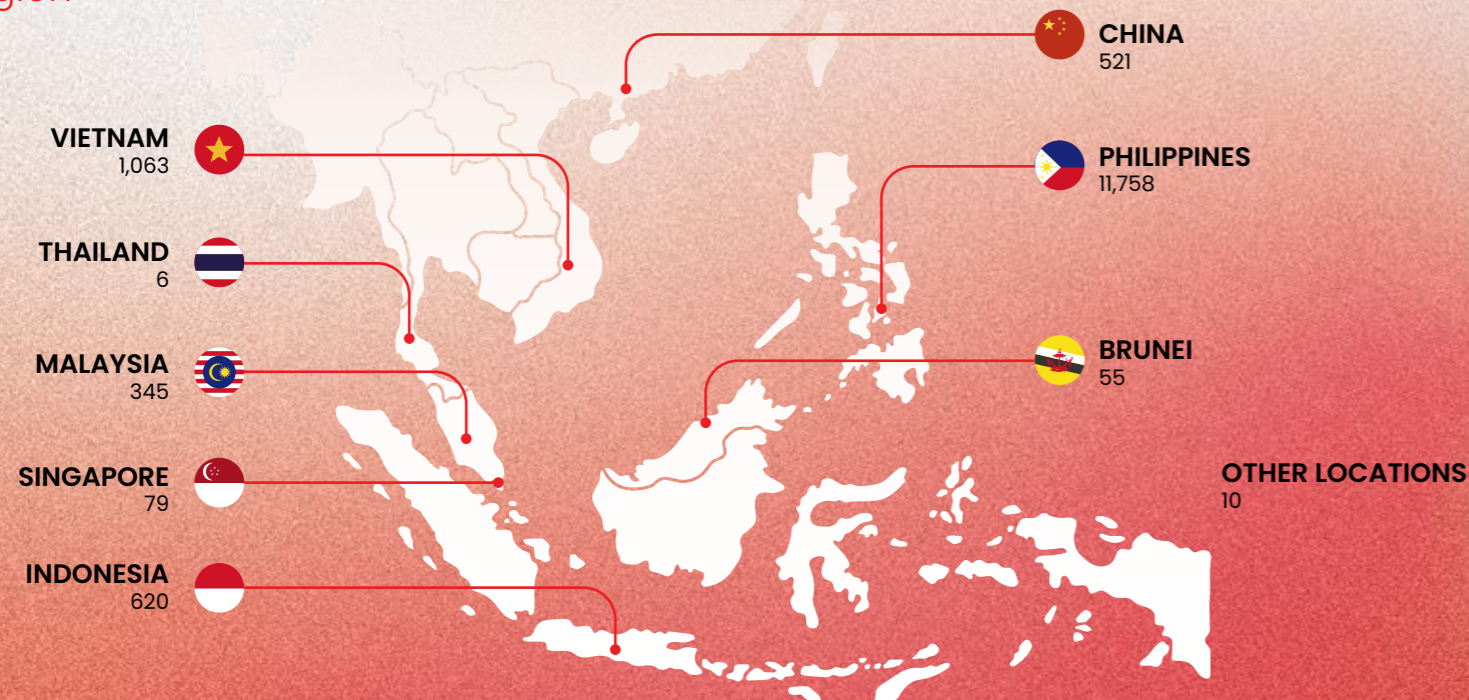 VIETNAM
1,063
THAILAND
6
MALAYSIA
345
SINGAPORE
79
INDONESIA
620
CHINA
521
PHILIPPINES
11,758
BRUNEI
55
OTHER LOCATIONS
10